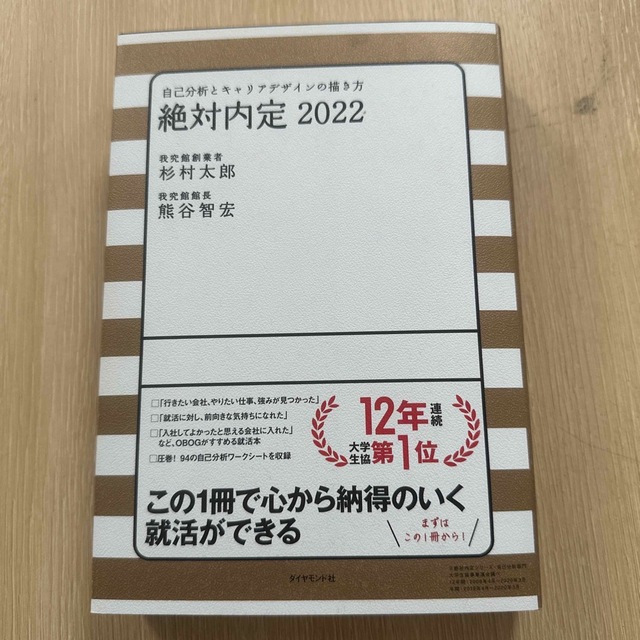 自己分析とキャリアデザインの描き方
絶対内定 2022
我究館創業者
杉村太郎
我究館館長
熊谷智宏
□「行きたい会社、やりたい仕事、強みが見つかった」
□「就活に対し、前向きな気持ちになれた」
□「入社してよかったと思える会社に入れた」
など、OBOGがすすめる就活本
□圧巻! 94の自己分析ワークシートを収録
12年連続
大学生協第1位
この1冊で心から納得のいく
就活ができる
まずは
この1冊から!
ダイヤモンド社